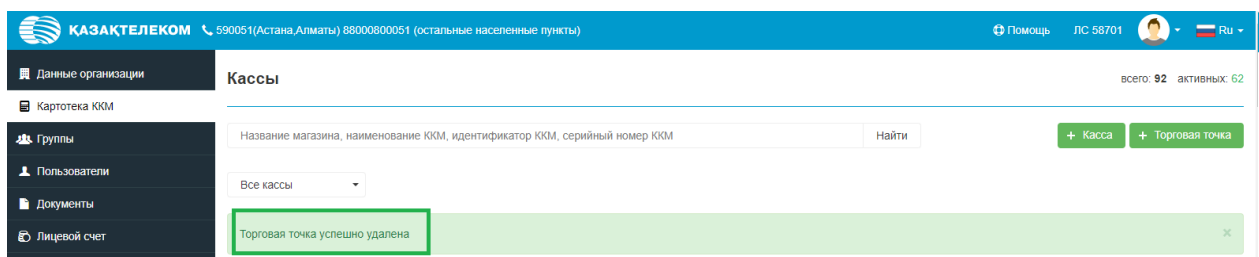 ҚАЗАҚТЕЛЕКОМ 590051(Астана,Алматы) 88000800051 (остальные населенные пункты) Помощь ЛС 58701 Ru
Данные организации
Кассы
всего: 92 активных: 62
Картотека ККМ
Группы
Название магазина, наименование ККМ, идентификатор ККМ, серийный номер ККМ Найти
+ Касса + Торговая точка
Пользователи
Все кассы
Документы
Лицевой счет
Торговая точка успешно удалена ×